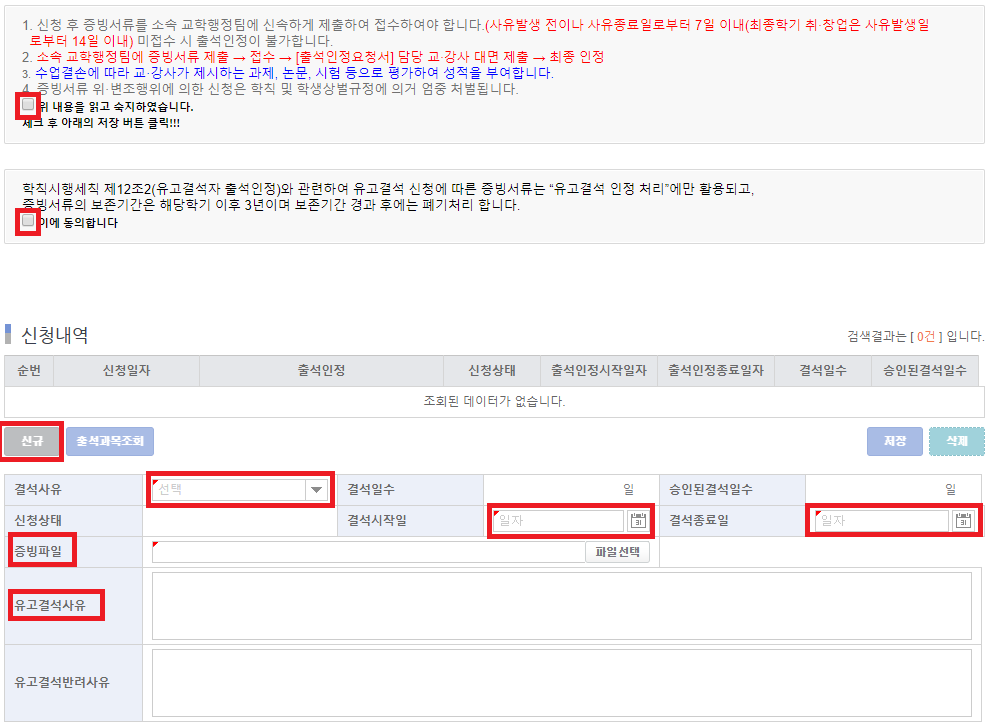 1. 신청 후 증빙서류를 소속 교학행정팀에 신속하게 제출하여 접수하여야 합니다.(사유발생 전이나 사유종료일로부터 7일 이내(최종학기 취·창업은 사유발생일
로부터 14일 이내) 미접수 시 출석인정이 불가합니다.
2. 소속 교학행정팀에 증빙서류 제출 → 접수 → [출석인정요청서] 담당 교·강사 대면 제출 → 최종 인정
3. 수업결손에 따라 교·강사가 제시하는 과제, 논문, 시험 등으로 평가하여 성적을 부여합니다.
4. 증빙서류 위·변조행위에 의한 신청은 학칙 및 학생상벌규정에 의거 엄중 처벌됩니다.
위 내용을 읽고 숙지하였습니다.
체크 후 아래의 저장 버튼 클릭!!!
학칙시행세칙 제12조2(유고결석자 출석인정)와 관련하여 유고결석 신청에 따른 증빙서류는 “유고결석 인정 처리”에만 활용되고,
증빙서류의 보존기간은 해당학기 이후 3년이며 보존기간 경과 후에는 폐기처리 합니다.
이에 동의합니다
신청내역 검색결과는 [ 0건 ] 입니다.
순번 신청일자 출석인정 신청상태 출석인정시작일자 출석인정종료일자 결석일수 승인된결석일수
조회된 데이터가 없습니다.
신규 출석과목조회 저장 삭제
결석사유 선택 결석일수 일 승인된결석일수 일
신청상태 결석시작일 일자 31 결석종료일 일자 31
증빙파일 파일선택
유고결석사유
유고결석반려사유